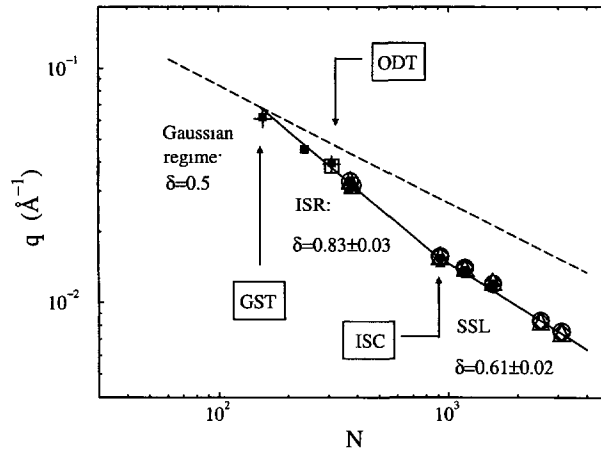 10⁻¹
ODT
Gaussian
regime:
δ=0.5
q (Å⁻¹)
ISR:
δ=0.83±0.03
10⁻²
GST
ISC
SSL
δ=0.61±0.02
10²
10³
N